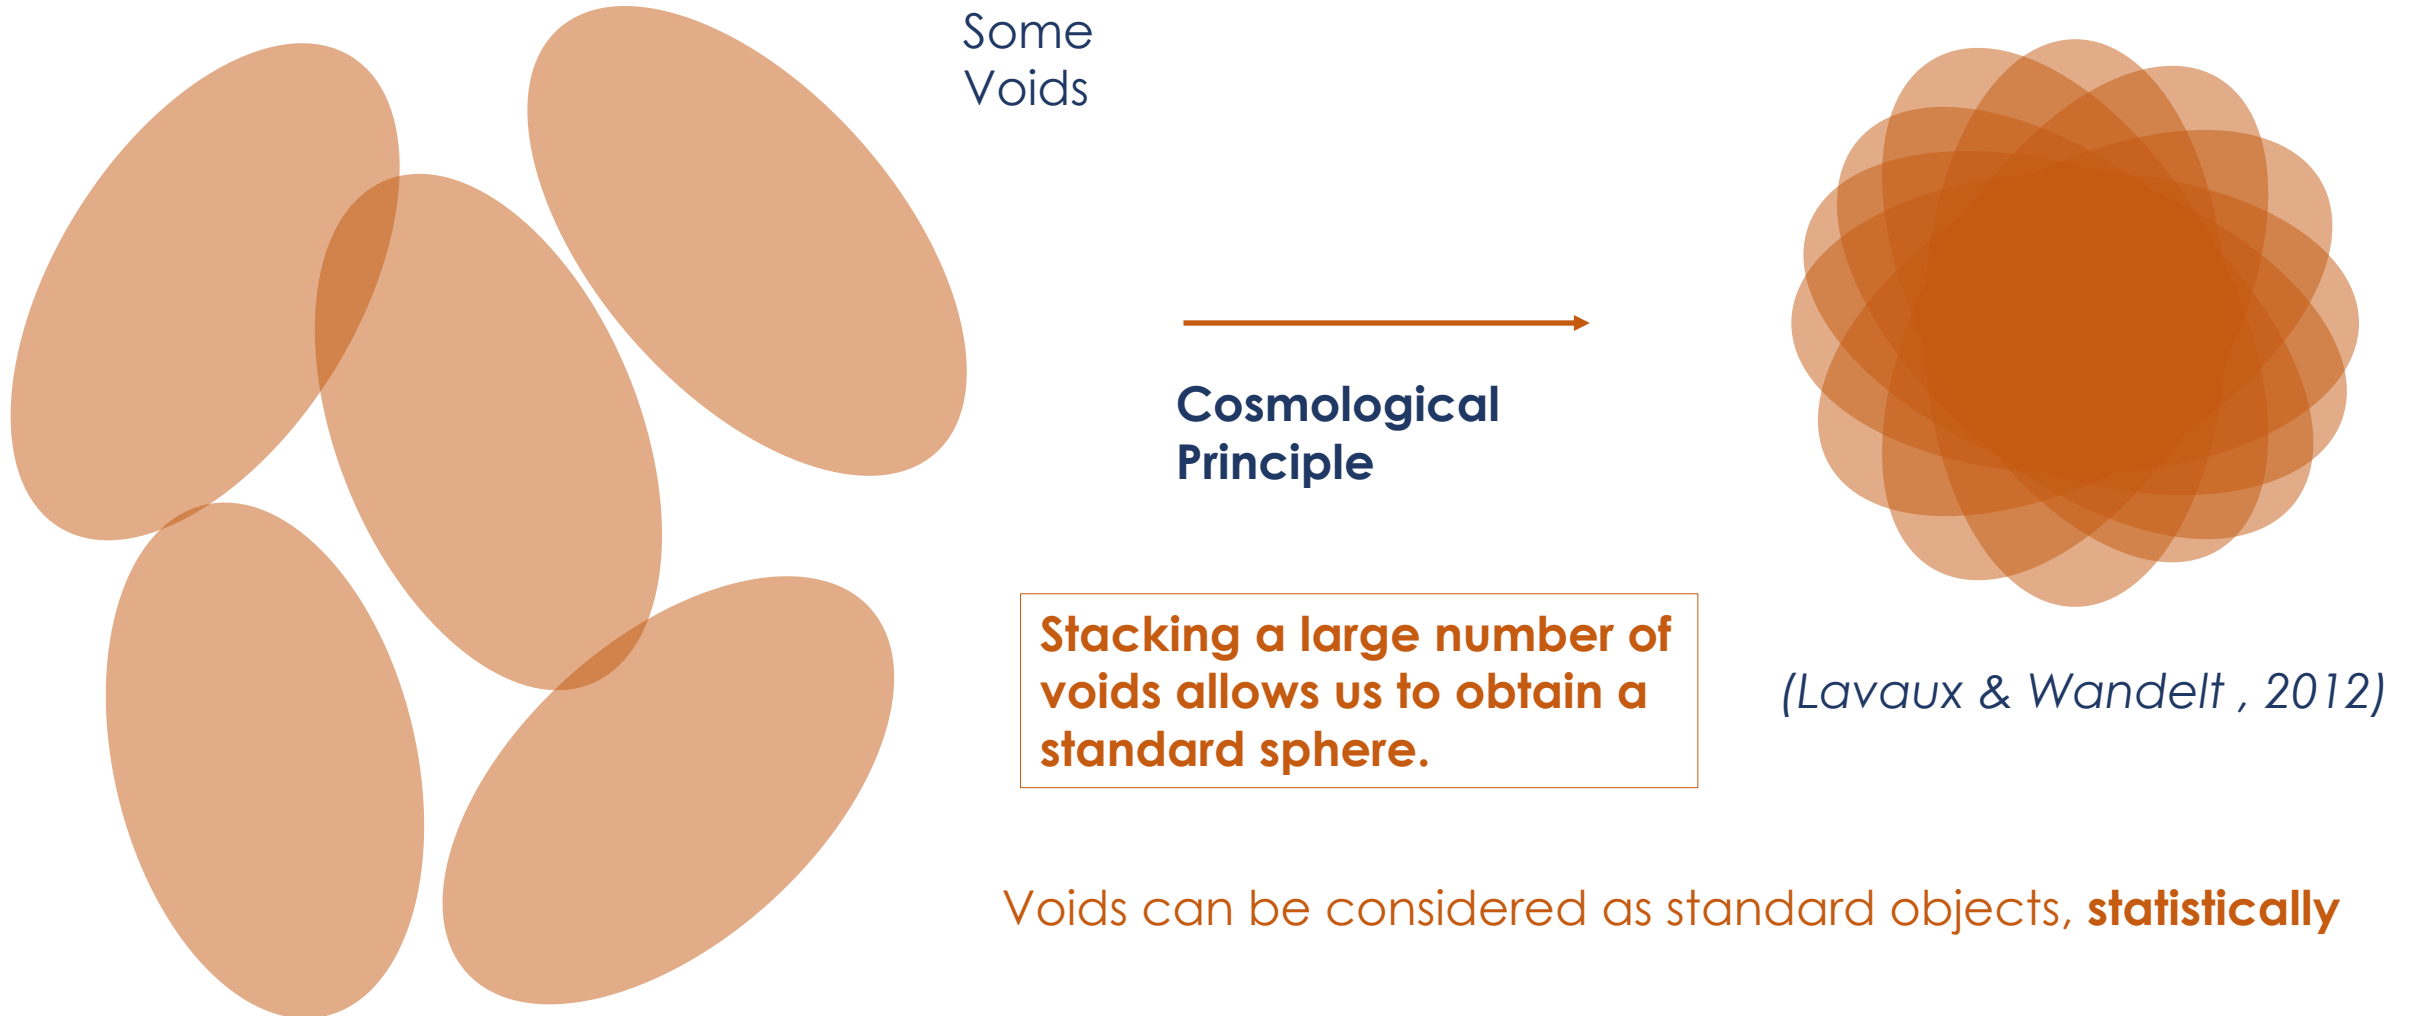 Some
Voids
Cosmological
Principle
Stacking a large number of
voids allows us to obtain a
standard sphere.
(Lavaux & Wandelt , 2012)
Voids can be considered as standard objects, statistically